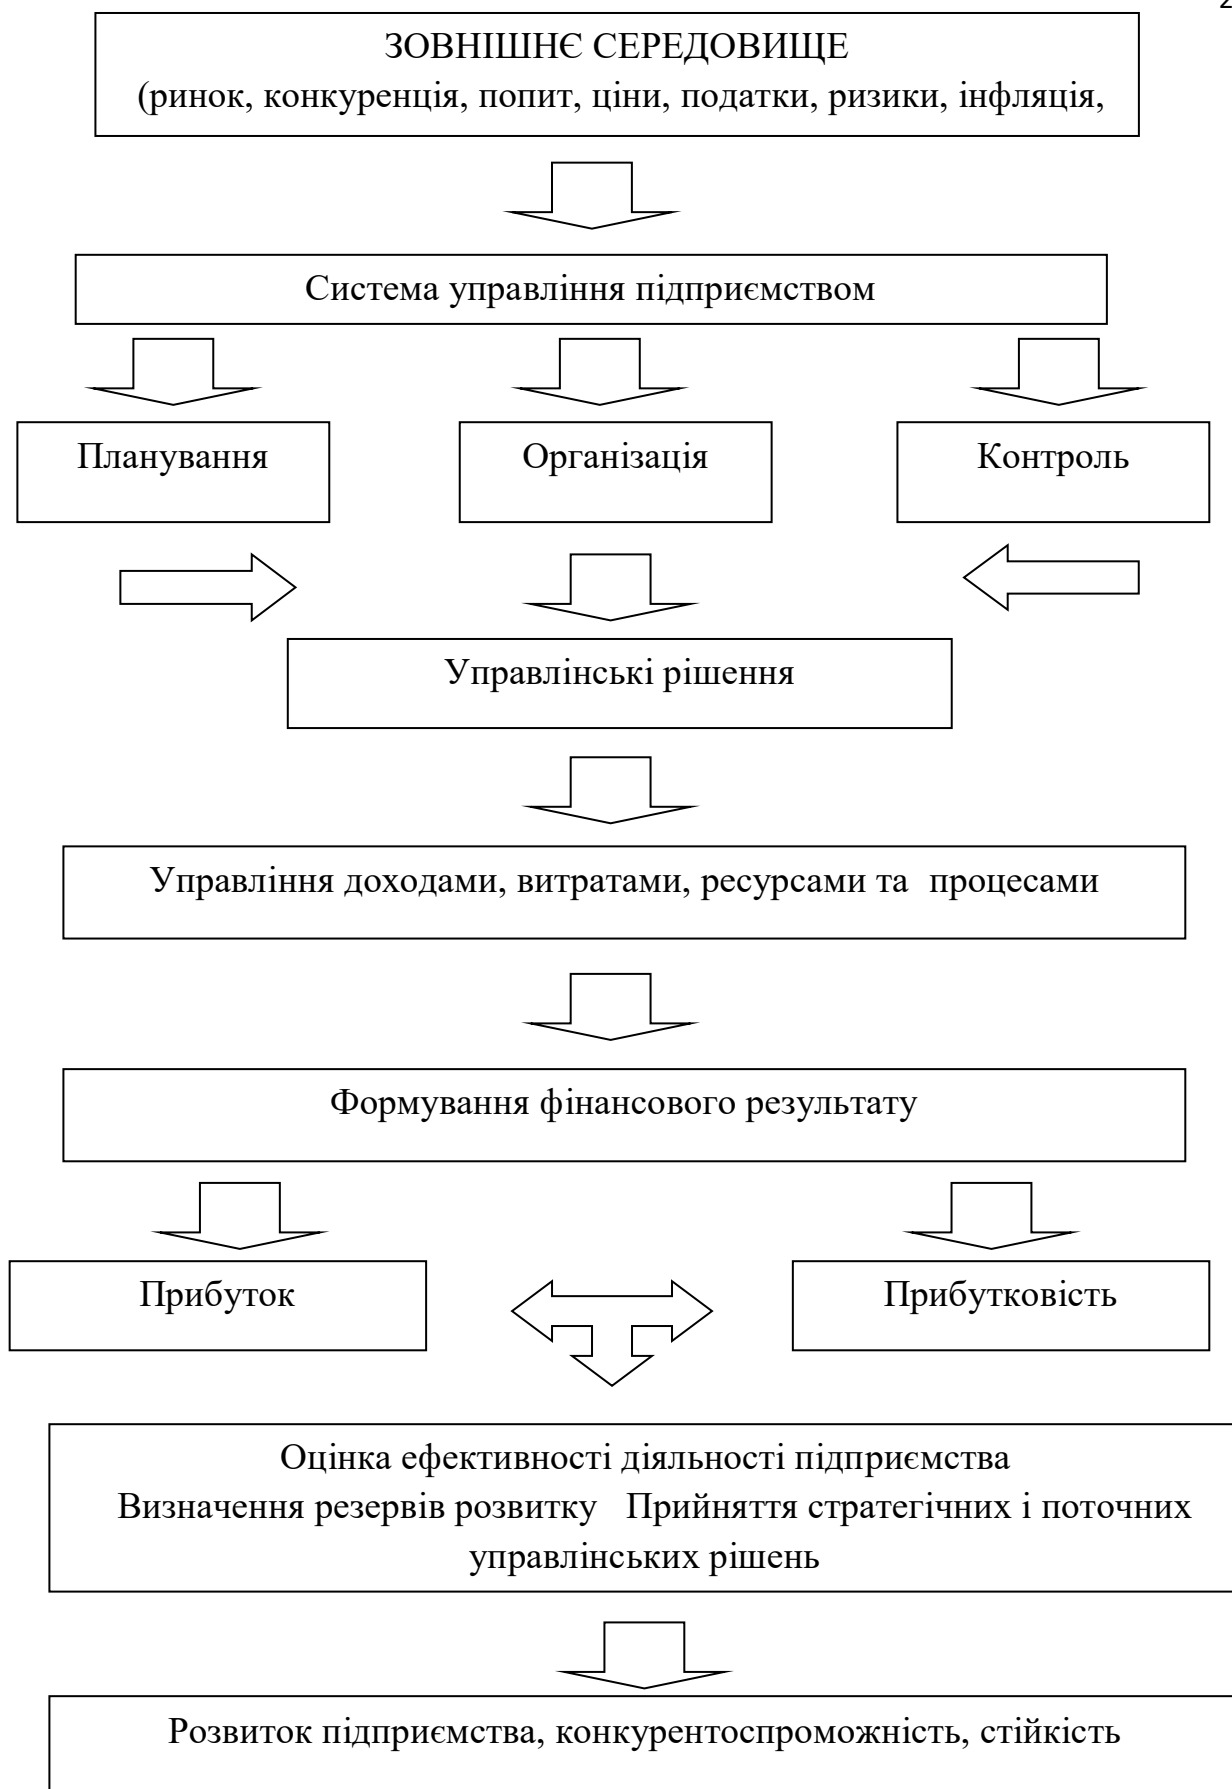 2
ЗОВНІШНЄ СЕРЕДОВИЩЕ
(ринок, конкуренція, попит, ціни, податки, ризики, інфляція,
Система управління підприємством
Планування
Організація
Контроль
Управлінські рішення
Управління доходами, витратами, ресурсами та процесами
Формування фінансового результату
Прибуток
Прибутковість
Оцінка ефективності діяльності підприємства
Визначення резервів розвитку Прийняття стратегічних і поточних
управлінських рішень
Розвиток підприємства, конкурентоспроможність, стійкість